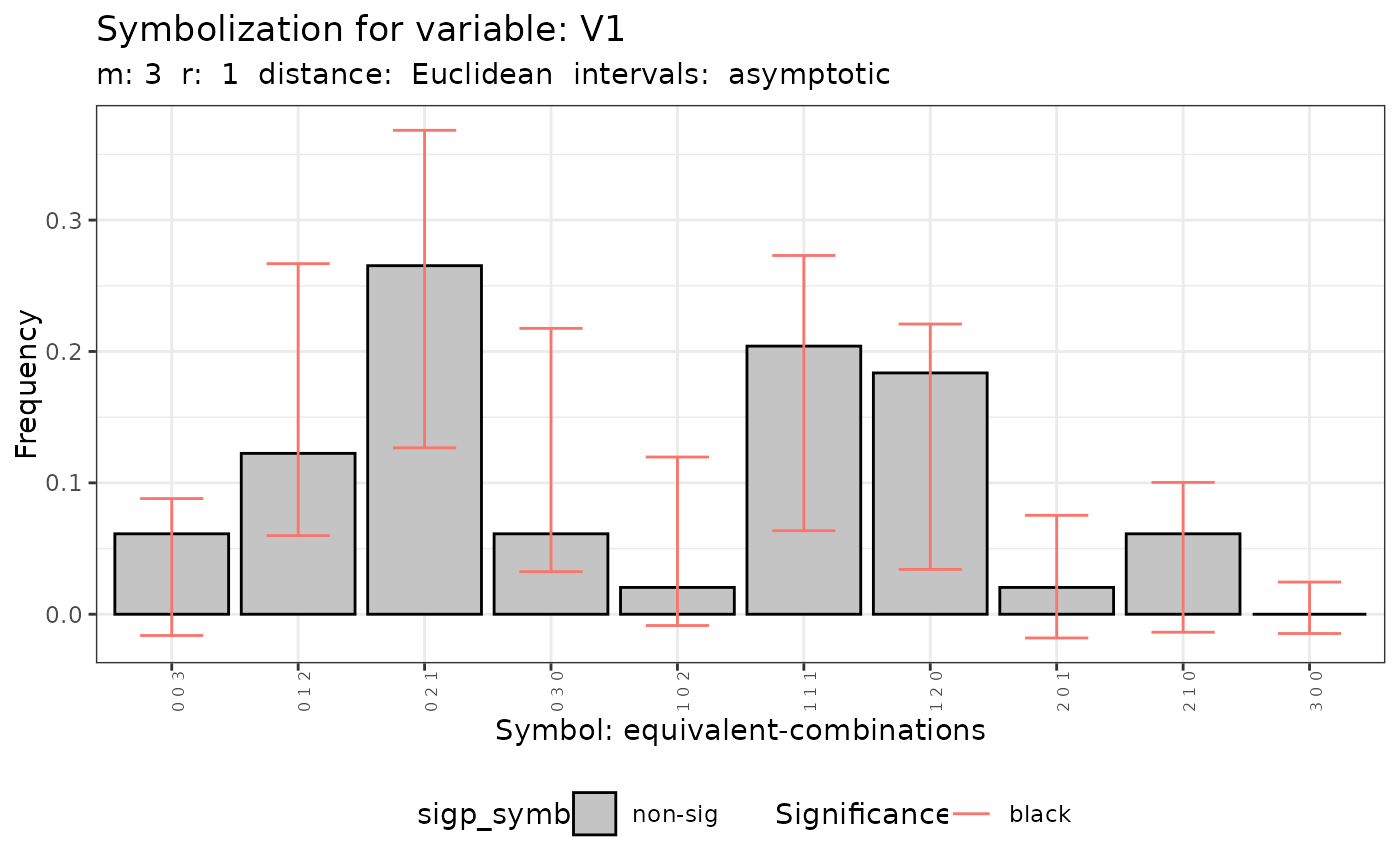 Symbolization for variable: V1
m: 3 r: 1 distance: Euclidean intervals: asymptotic
Frequency
0.3
0.2
0.1
0.0
0 0 3
0 1 2
0 2 1
0 3 0
1 0 2
1 1 1
1 2 0
2 0 1
2 1 0
3 0 0
Symbol: equivalent-combinations
sigp_symb non-sig Significance black